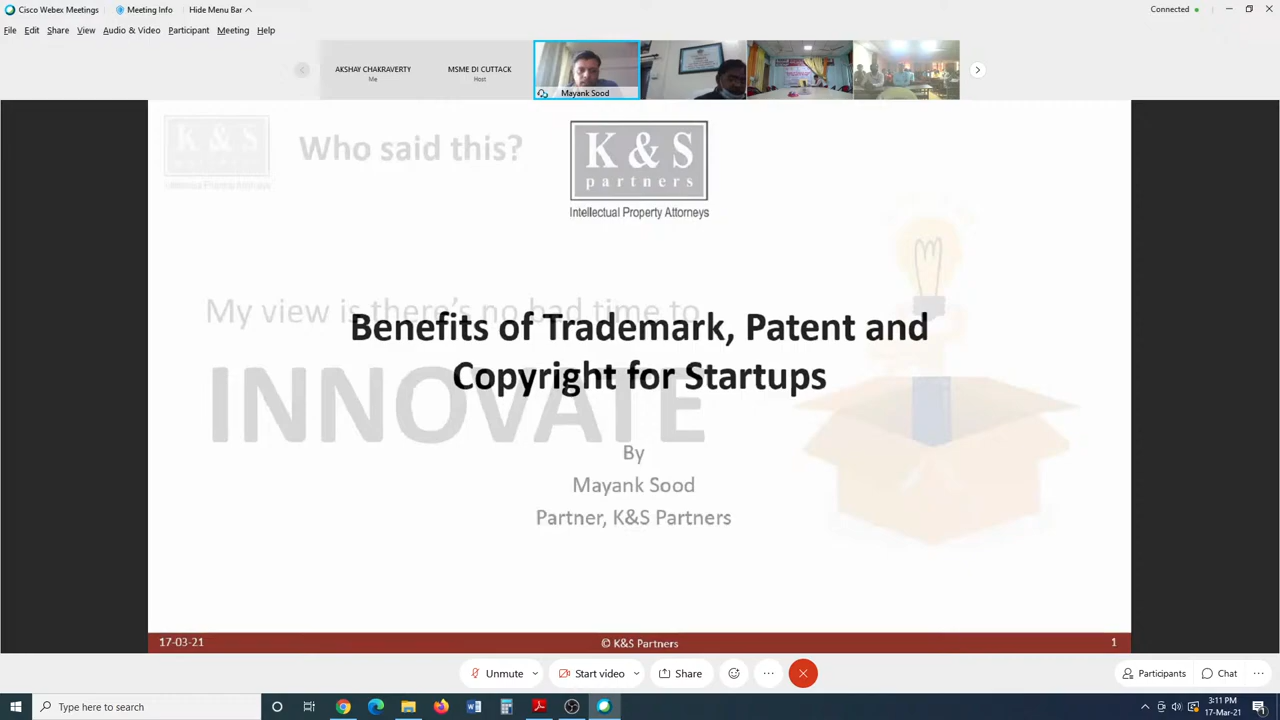 Cisco Webex Meetings
Meeting Info
Hide Menu Bar
Connected
File Edit Share View Audio & Video Participant Meeting Help
AKSHAY CHAKRAVERTY
Me
MSME DI CUTTACK
Host
Mayank Sood
K & S
partners
Who said this?
K & S
partners
Intellectual Property Attorneys
My view is there's no bad time to
Benefits of Trademark, Patent and
Copyright for Startups
INNOVATE
By
Mayank Sood
Partner, K&S Partners
17-03-21
© K&S Partners
1
Unmute
Start video
Share
Participants
Chat
Type here to search
3:11 PM
17-Mar-21